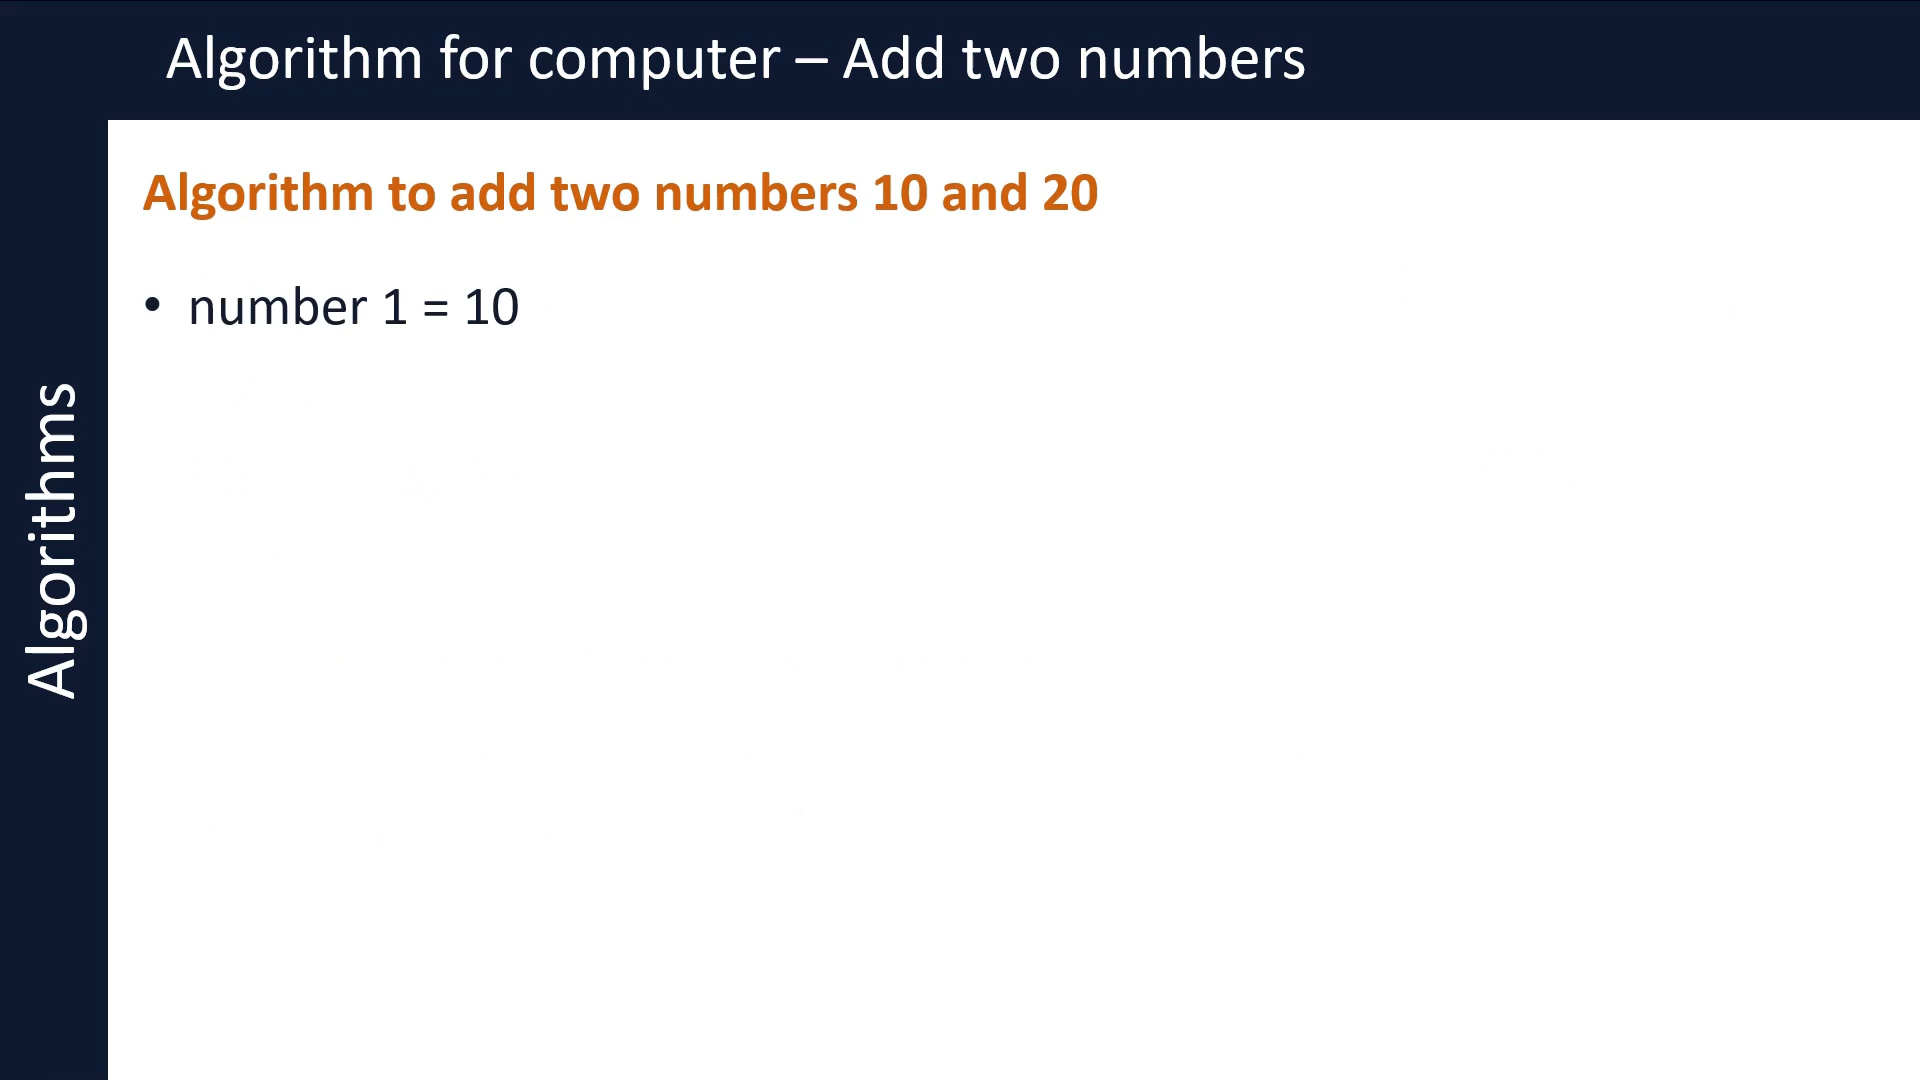 Algorithm for computer – Add two numbers
Algorithm to add two numbers 10 and 20
• number 1 = 10
Algorithms